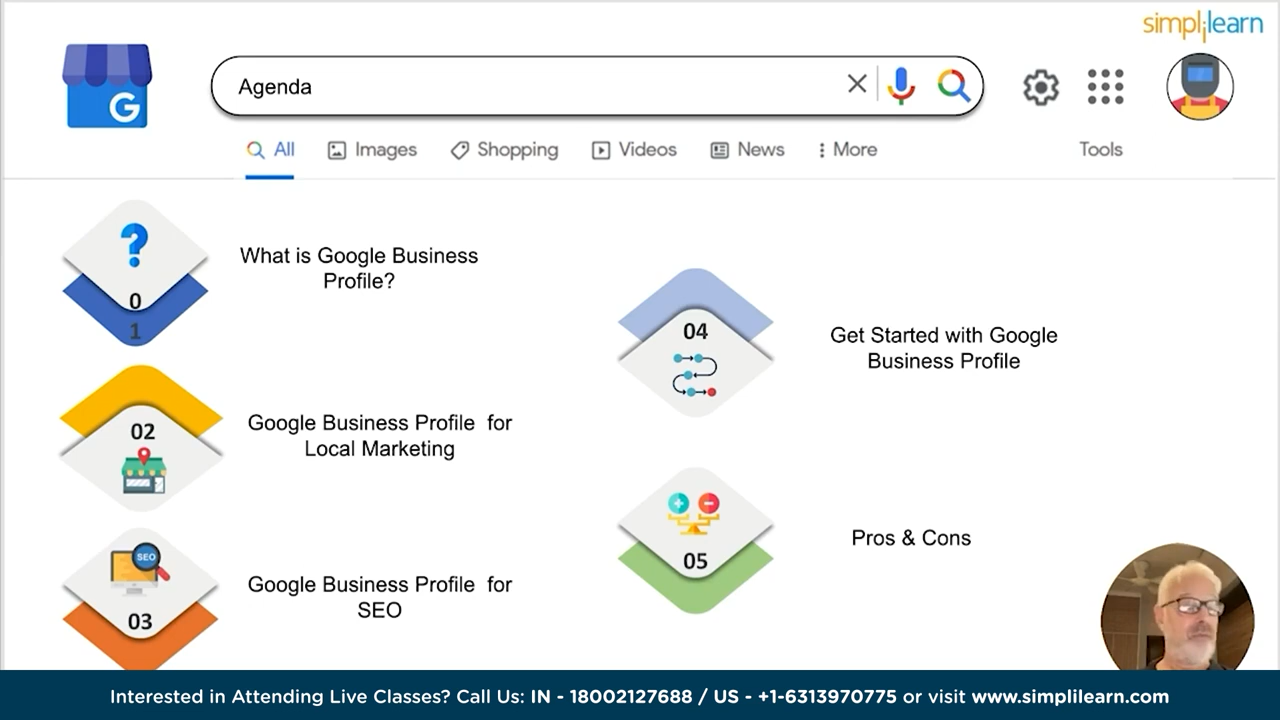 simplilearn
G
Agenda
All Images Shopping Videos News More Tools
?
0
1
What is Google Business
Profile?
02
Google Business Profile for
Local Marketing
SEO
03
Google Business Profile for
SEO
04
Get Started with Google
Business Profile
05
Pros & Cons
Interested in Attending Live Classes? Call Us: IN - 18002127688 / US - +1-6313970775 or visit www.simplilearn.com